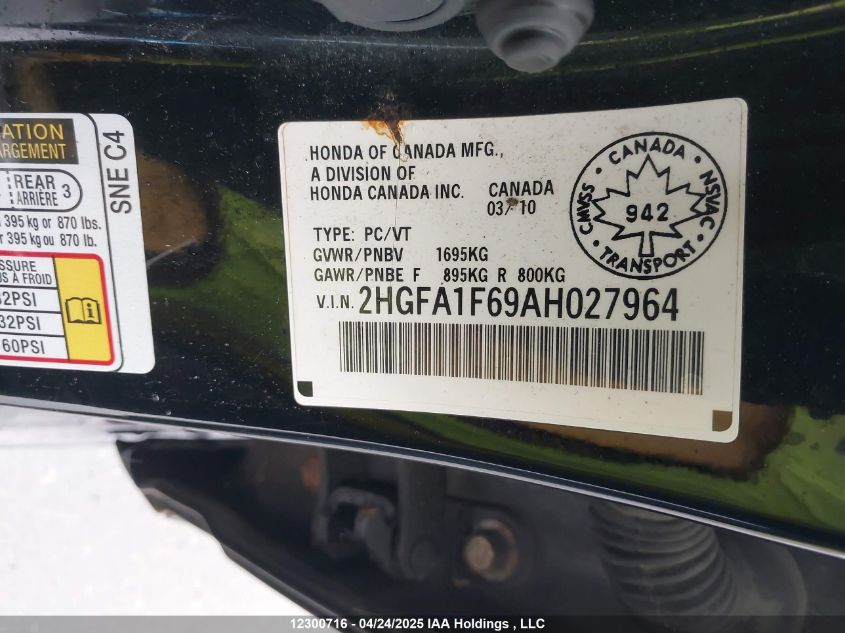 ATION
ARGEMENT
REAR 3
ARRIÈRE
395 kg or 870 lbs.
395 kg ou 870 lb.
SSURE
S A FROID
32PSI
32PSI
60PSI
SNE C4
HONDA OF CANADA MFG.,
A DIVISION OF
HONDA CANADA INC. CANADA
03/10
TYPE: PC/VT
GVWR/PNBV 1695KG
GAWR/PNBE F 895KG R 800KG
V.I.N. 2HGFA1F69AH027964
CANADA
CMVSS
942
NSVAC
TRANSPORT
12300716 - 04/24/2025 IAA Holdings , LLC